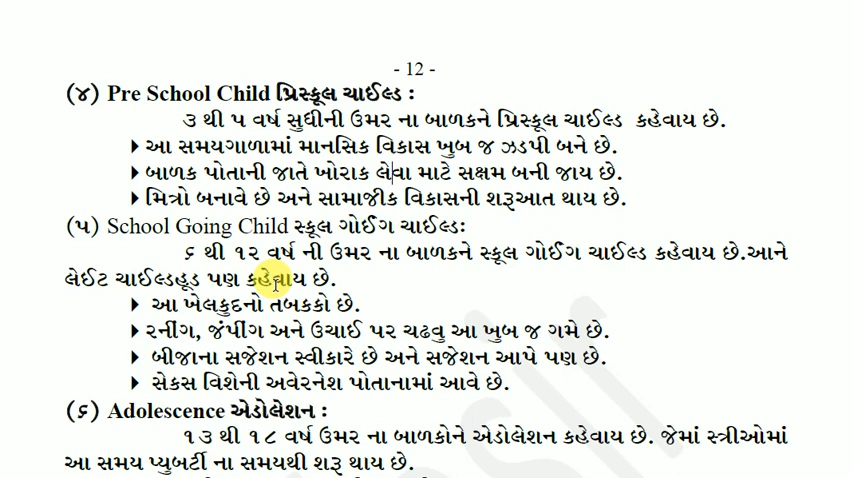 - 12 -
(૪) Pre School Child પ્રિસ્કૂલ ચાઈલ્ડ :
૩ થી ૫ વર્ષ સુધીની ઉમર ના બાળકને પ્રિસ્કૂલ ચાઈલ્ડ કહેવાય છે.
આ સમયગાળામાં માનસિક વિકાસ ખુબ જ ઝડપી બને છે.
બાળક પોતાની જાતે ખોરાક લેવા માટે સક્ષમ બની જાય છે.
મિત્રો બનાવે છે અને સામાજીક વિકાસની શરૂઆત થાય છે.
(૫) School Going Child સ્કૂલ ગોઈંગ ચાઈલ્ડઃ
૬ થી ૧૨ વર્ષ ની ઉમર ના બાળકને સ્કૂલ ગોઈંગ ચાઈલ્ડ કહેવાય છે.આને
લેઈટ ચાઈલ્ડહૂડ પણ કહેવાય છે.
આ ખેલકુદનો તબકકો છે.
રનીંગ, જંપીંગ અને ઉચાઈ પર ચઢવુ આ ખુબ જ ગમે છે.
બીજાના સજેશન સ્વીકારે છે અને સજેશન આપે પણ છે.
સેકસ વિશેની અવેરનેશ પોતાનામાં આવે છે.
(૬) Adolescence એડોલેશન :
૧૩ થી ૧૮ વર્ષ ઉમર ના બાળકોને એડોલેશન કહેવાય છે. જેમાં સ્ત્રીઓમાં
આ સમય પ્યુબર્ટી ના સમયથી શરૂ થાય છે.